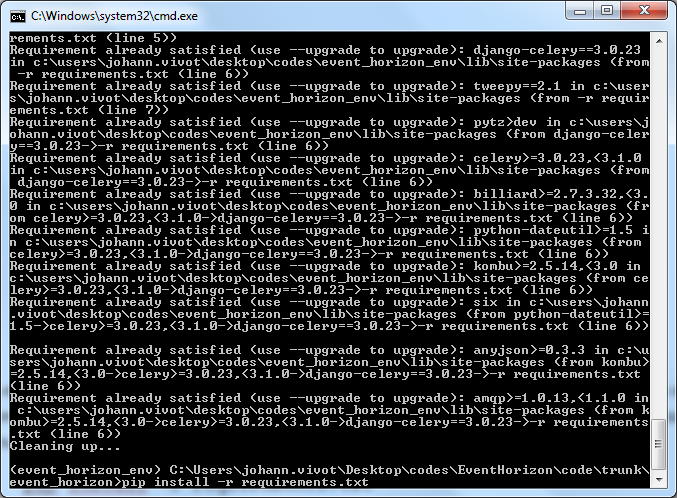 C:\Windows\system32\cmd.exe
rements.txt (line 5))
Requirement already satisfied (use --upgrade to upgrade): django-celery==3.0.23
in c:\users\johann.vivot\desktop\codes\event_horizon_env\lib\site-packages (from
 -r requirements.txt (line 6))
Requirement already satisfied (use --upgrade to upgrade): tweepy==2.1 in c:\user
s\johann.vivot\desktop\codes\event_horizon_env\lib\site-packages (from -r requir
ements.txt (line 7))
Requirement already satisfied (use --upgrade to upgrade): pytz>dev in c:\users\j
ohann.vivot\desktop\codes\event_horizon_env\lib\site-packages (from django-celer
y==3.0.23->-r requirements.txt (line 6))
Requirement already satisfied (use --upgrade to upgrade): celery>=3.0.23,<3.1.0
in c:\users\johann.vivot\desktop\codes\event_horizon_env\lib\site-packages (from
 django-celery==3.0.23->-r requirements.txt (line 6))
Requirement already satisfied (use --upgrade to upgrade): billiard>=2.7.3.32,<3.
0 in c:\users\johann.vivot\desktop\codes\event_horizon_env\lib\site-packages (fr
om celery>=3.0.23,<3.1.0->django-celery==3.0.23->-r requirements.txt (line 6))
Requirement already satisfied (use --upgrade to upgrade): python-dateutil>=1.5 i
n c:\users\johann.vivot\desktop\codes\event_horizon_env\lib\site-packages (from
celery>=3.0.23,<3.1.0->django-celery==3.0.23->-r requirements.txt (line 6))
Requirement already satisfied (use --upgrade to upgrade): kombu>=2.5.14,<3.0 in
c:\users\johann.vivot\desktop\codes\event_horizon_env\lib\site-packages (from ce
lery>=3.0.23,<3.1.0->django-celery==3.0.23->-r requirements.txt (line 6))
Requirement already satisfied (use --upgrade to upgrade): six in c:\users\johann
.vivot\desktop\codes\event_horizon_env\lib\site-packages (from python-dateutil>=
1.5->celery>=3.0.23,<3.1.0->django-celery==3.0.23->-r requirements.txt (line 6))
Requirement already satisfied (use --upgrade to upgrade): anyjson>=0.3.3 in c:\u
sers\johann.vivot\desktop\codes\event_horizon_env\lib\site-packages (from kombu>
=2.5.14,<3.0->celery>=3.0.23,<3.1.0->django-celery==3.0.23->-r requirements.txt
(line 6))
Requirement already satisfied (use --upgrade to upgrade): amqp>=1.0.13,<1.1.0 in
 c:\users\johann.vivot\desktop\codes\event_horizon_env\lib\site-packages (from k
ombu>=2.5.14,<3.0->celery>=3.0.23,<3.1.0->django-celery==3.0.23->-r requirements
.txt (line 6))
Cleaning up...
(event_horizon_env) C:\Users\johann.vivot\Desktop\codes\EventHorizon\code\trunk\
event_horizon>pip install -r requirements.txt